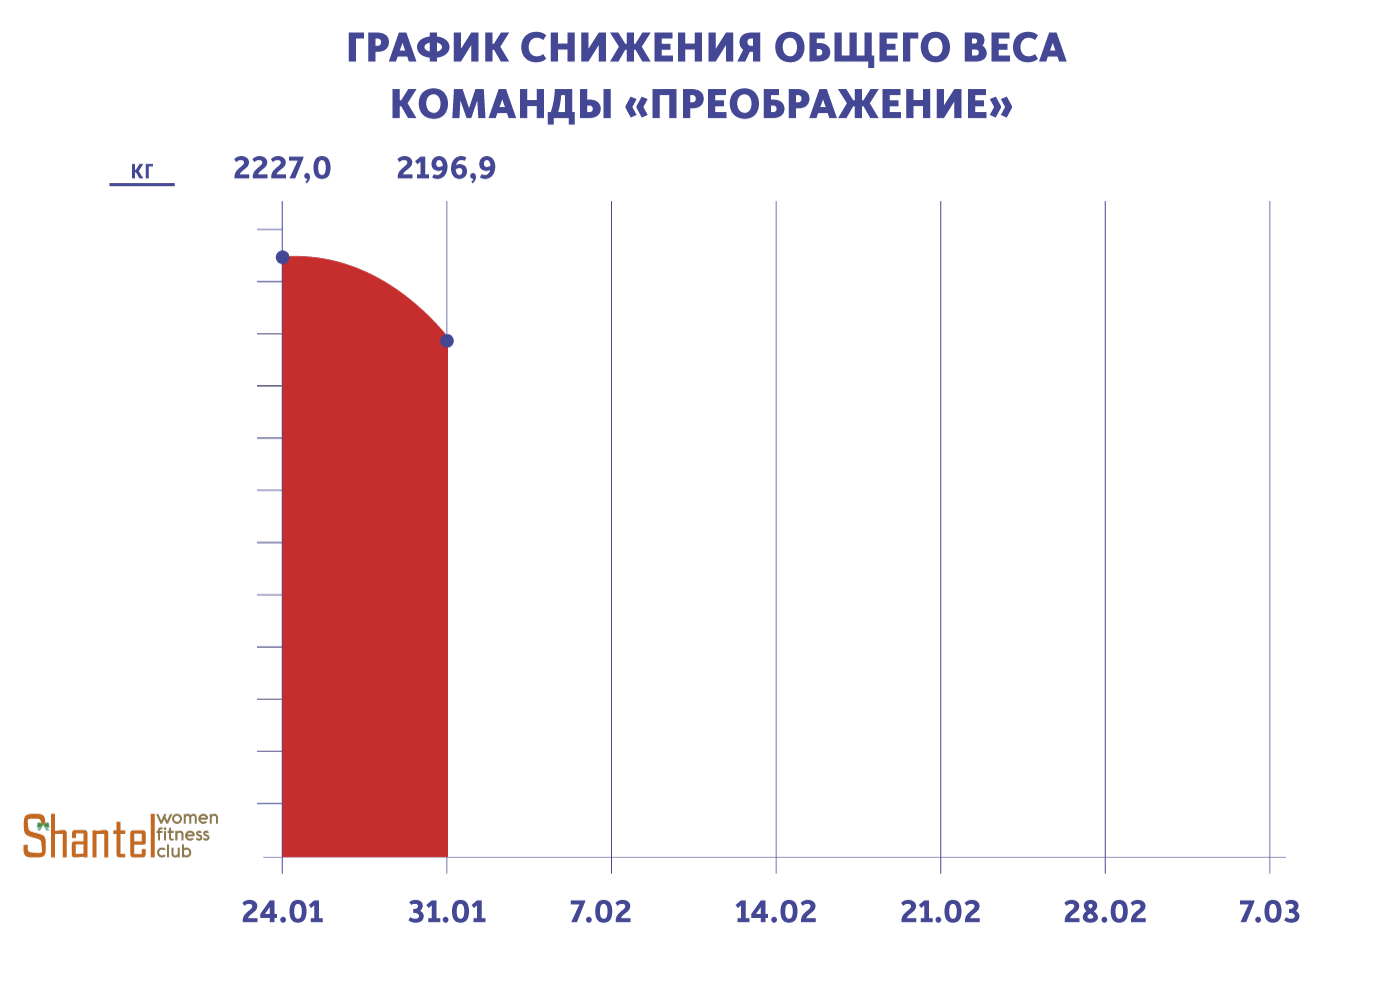 ГРАФИК СНИЖЕНИЯ ОБЩЕГО ВЕСА
КОМАНДЫ «ПРЕОБРАЖЕНИЕ»
кг 2227,0 2196,9
Shantel women
fitness
club
24.01 31.01 7.02 14.02 21.02 28.02 7.03